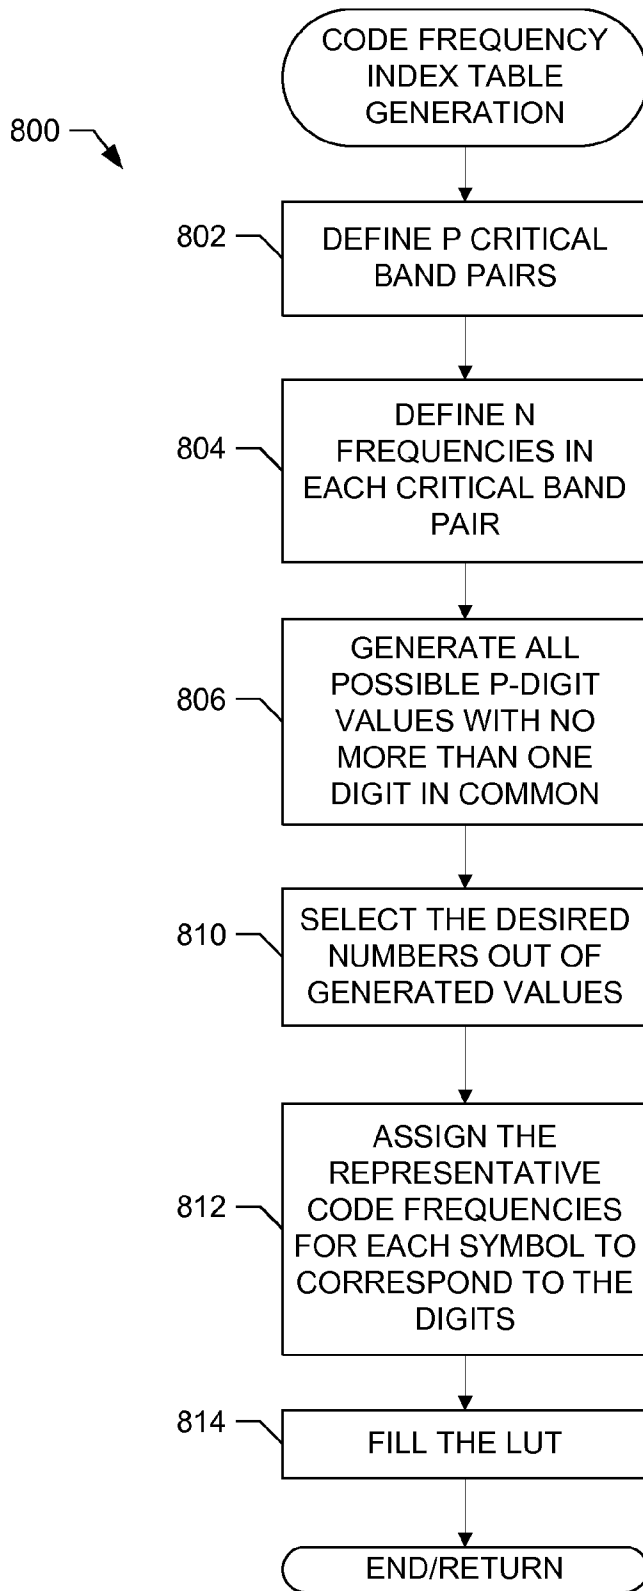 CODE FREQUENCY
INDEX TABLE
GENERATION
800
802
DEFINE P CRITICAL
BAND PAIRS
804
DEFINE N
FREQUENCIES IN
EACH CRITICAL BAND
PAIR
806
GENERATE ALL
POSSIBLE P-DIGIT
VALUES WITH NO
MORE THAN ONE
DIGIT IN COMMON
810
SELECT THE DESIRED
NUMBERS OUT OF
GENERATED VALUES
812
ASSIGN THE
REPRESENTATIVE
CODE FREQUENCIES
FOR EACH SYMBOL TO
CORRESPOND TO THE
DIGITS
814
FILL THE LUT
END/RETURN